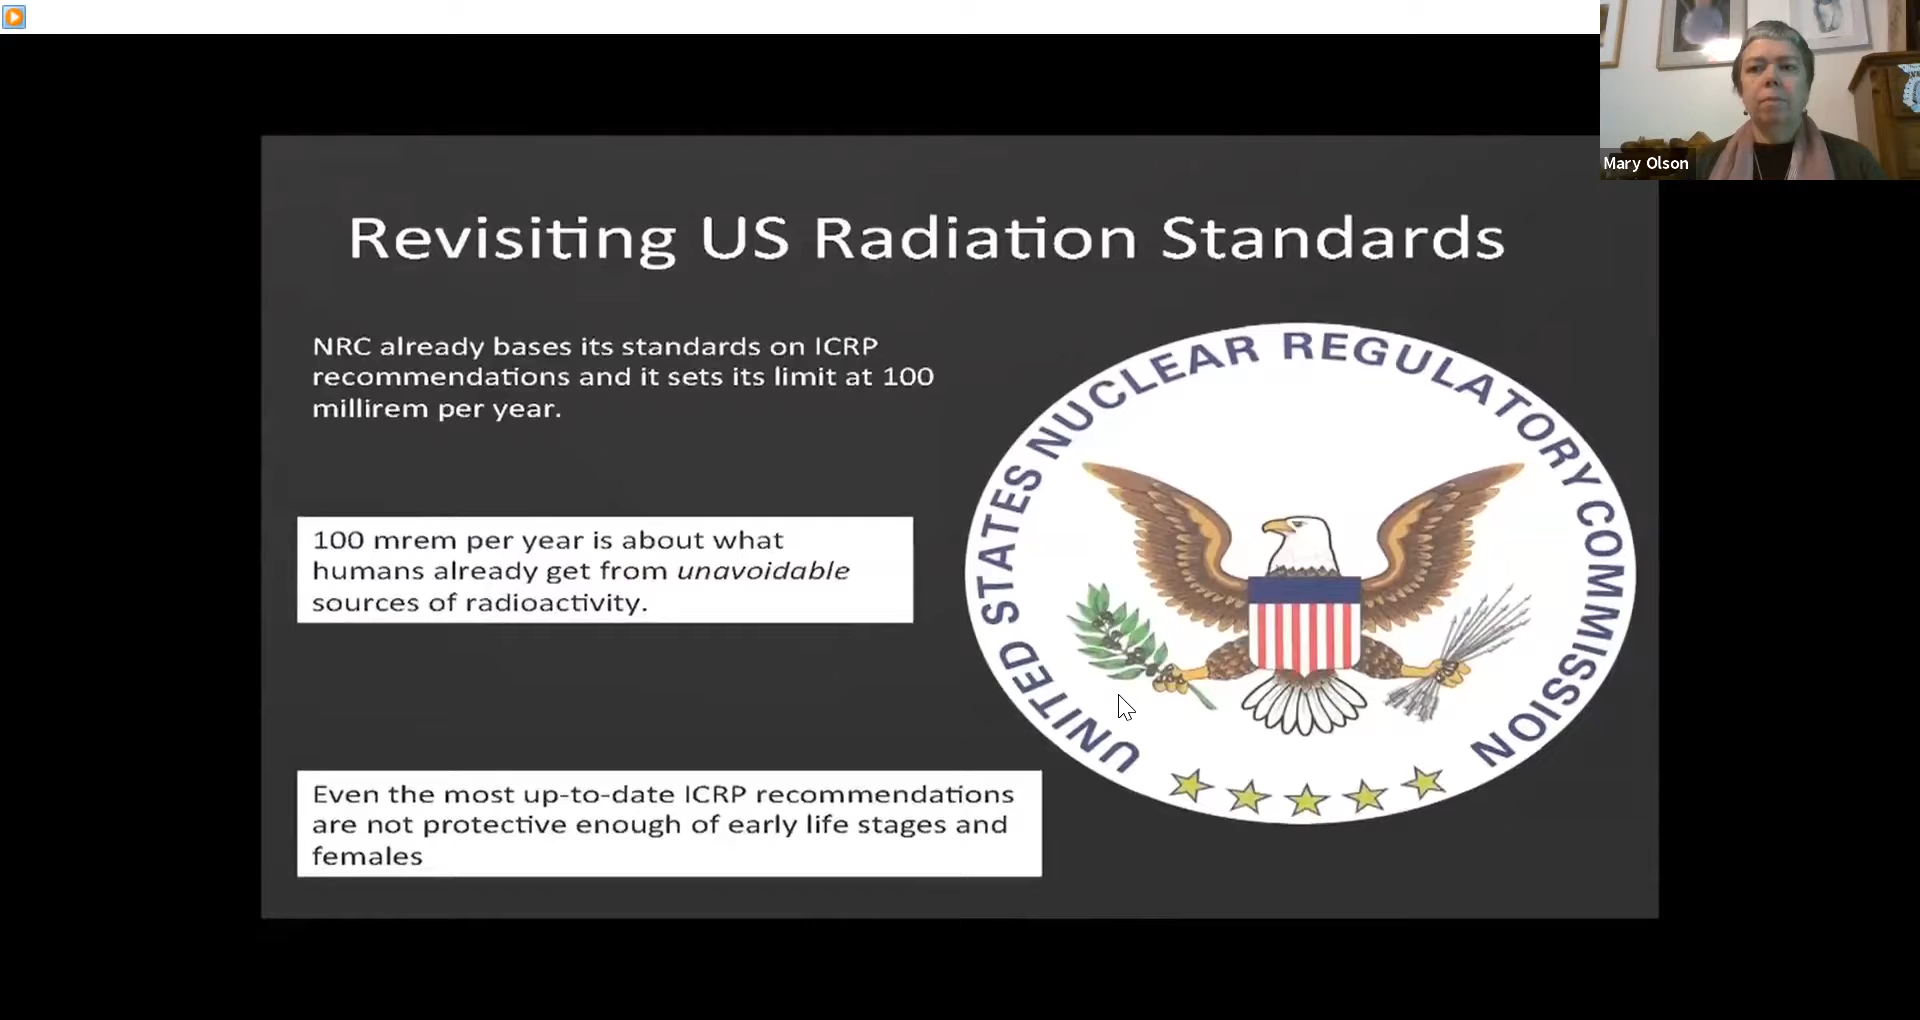 Mary Olson
Revisiting US Radiation Standards
NRC already bases its standards on ICRP
recommendations and it sets its limit at 100
millirem per year.
100 mrem per year is about what
humans already get from unavoidable
sources of radioactivity.
Even the most up-to-date ICRP recommendations
are not protective enough of early life stages and
females
UNITED STATES NUCLEAR REGULATORY COMMISSION